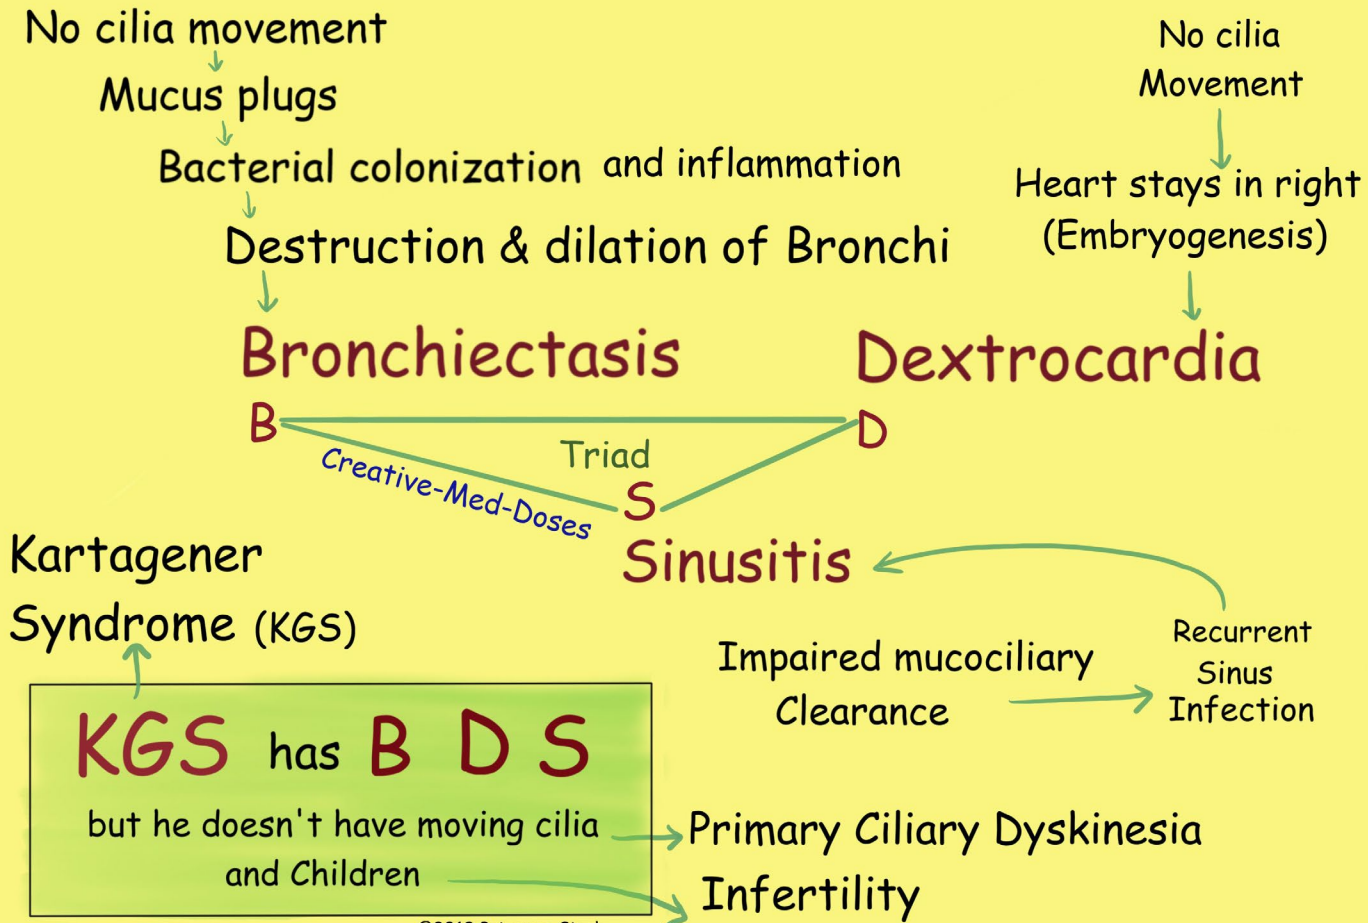 No cilia movement
Mucus plugs
Bacterial colonization and inflammation
Destruction & dilation of Bronchi
Bronchiectasis
No cilia
Movement
Heart stays in right
(Embryogenesis)
Dextrocardia
B
D
Triad
S
Creative-Med-Doses
Sinusitis
Kartagener
Syndrome (KGS)
Impaired mucociliary
Clearance
Recurrent
Sinus
Infection
KGS has B D S
but he doesn't have moving cilia
and Children
Primary Ciliary Dyskinesia
Infertility